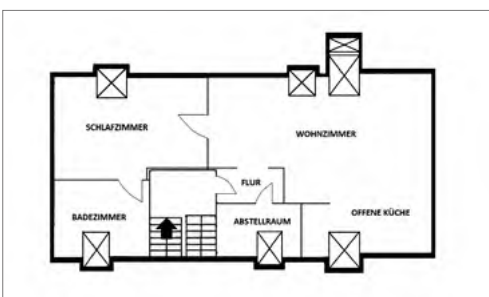 SCHLAFZIMMER
WOHNZIMMER
FLUR
BADEZIMMER
ABSTELLRAUM
OFFENE KÜCHE